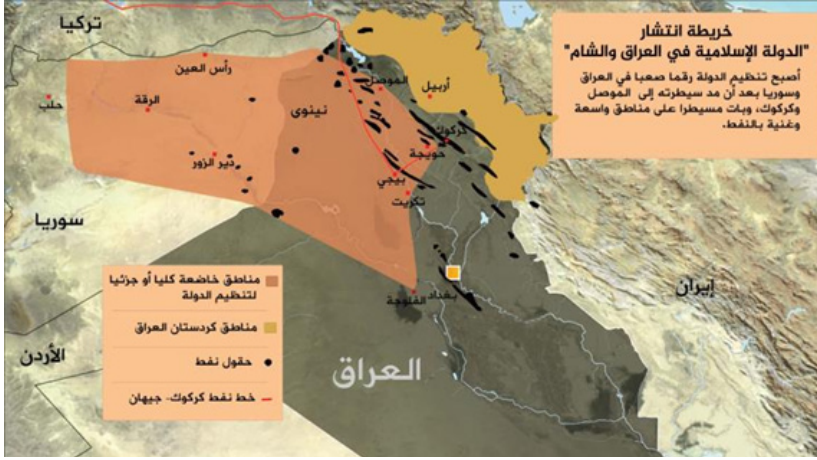 خريطة انتشار
"الدولة الإسلامية في العراق والشام"
أصبح تنظيم الدولة رقما صعبا في العراق
وسوريا بعد أن مد سيطرته إلى الموصل
وكركوك، وبات مسيطرا على مناطق واسعة
وغنية بالنفط.
تركيا
رأس العين
الموصل
أربيل
حلب
الرقة
نينوى
كركوك
حويجة
دير الزور
بيجي
تكريت
سوريا
بغداد
الفلوجة
إيران
الأردن
العراق
مناطق خاضعة كليا أو جزئيا
لتنظيم الدولة
مناطق كردستان العراق
حقول نفط
خط نفط كركوك- جيهان